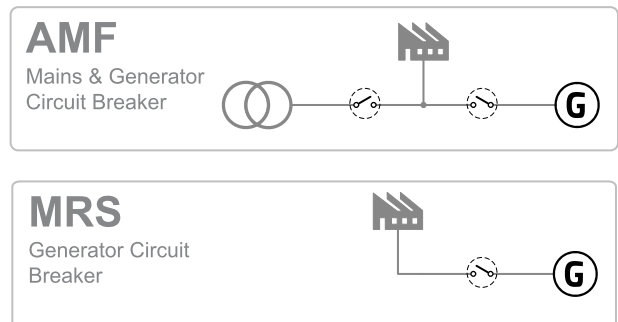 AMF
Mains & Generator
Circuit Breaker
G
MRS
Generator Circuit
Breaker
G